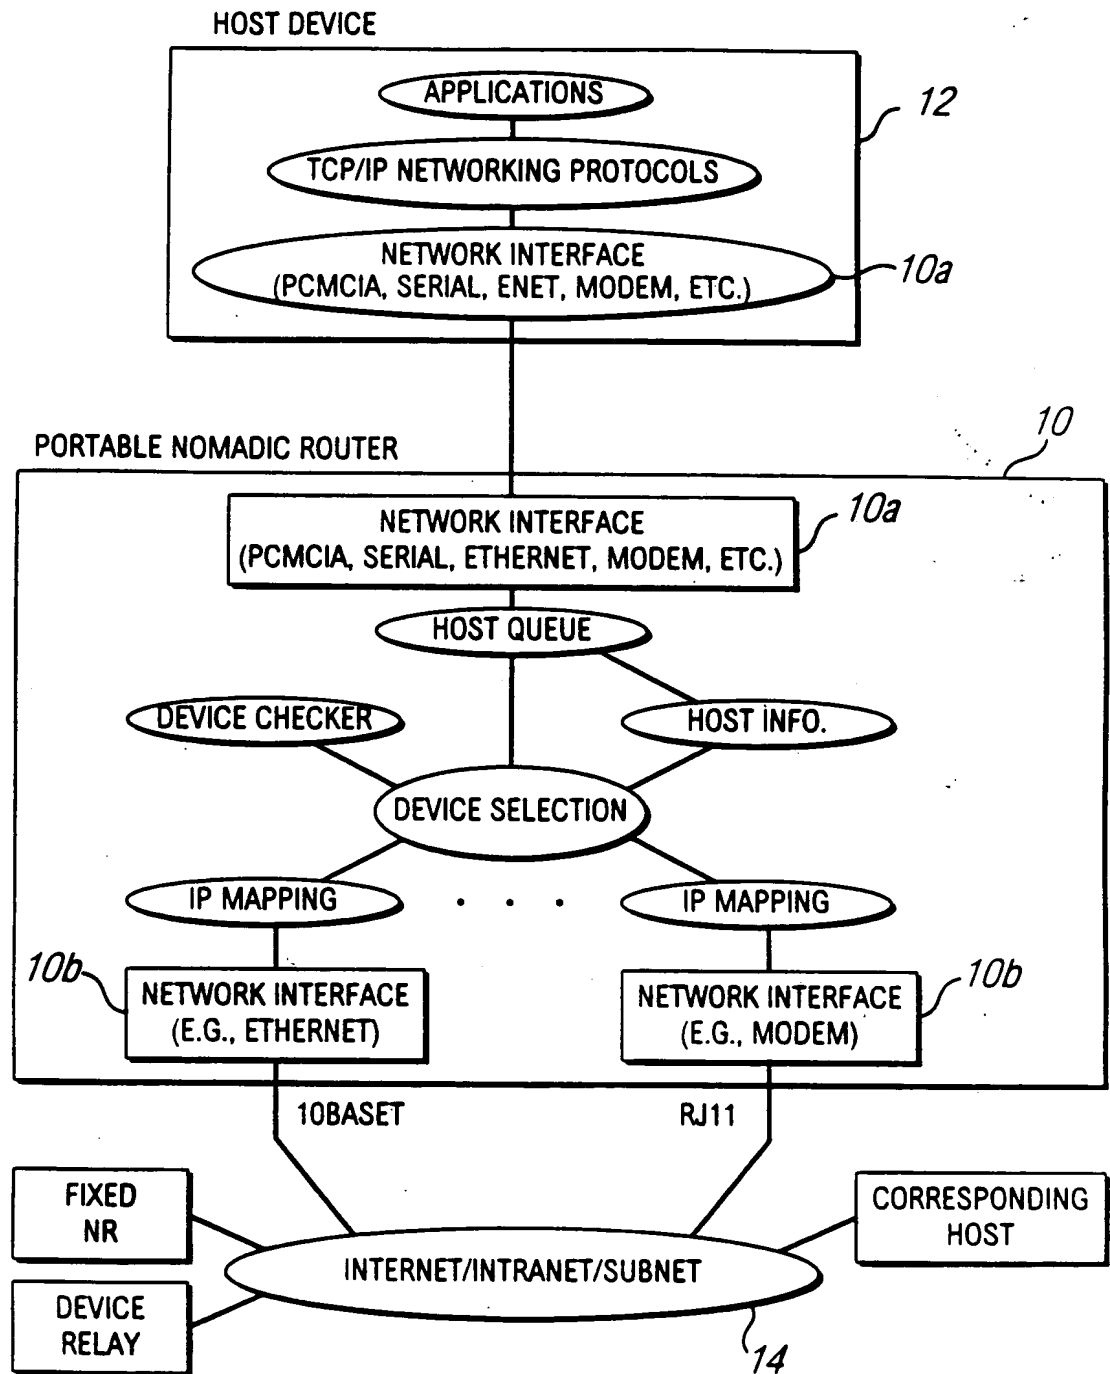 HOST DEVICE
APPLICATIONS
12
TCP/IP NETWORKING PROTOCOLS
NETWORK INTERFACE
(PCMCIA, SERIAL, ENET, MODEM, ETC.)
10a
PORTABLE NOMADIC ROUTER
10
NETWORK INTERFACE
(PCMCIA, SERIAL, ETHERNET, MODEM, ETC.)
10a
HOST QUEUE
DEVICE CHECKER
HOST INFO.
DEVICE SELECTION
IP MAPPING
. . .
IP MAPPING
10b
NETWORK INTERFACE
(E.G., ETHERNET)
NETWORK INTERFACE
(E.G., MODEM)
10b
10BASET
RJ11
FIXED
NR
CORRESPONDING
HOST
INTERNET/INTRANET/SUBNET
DEVICE
RELAY
14